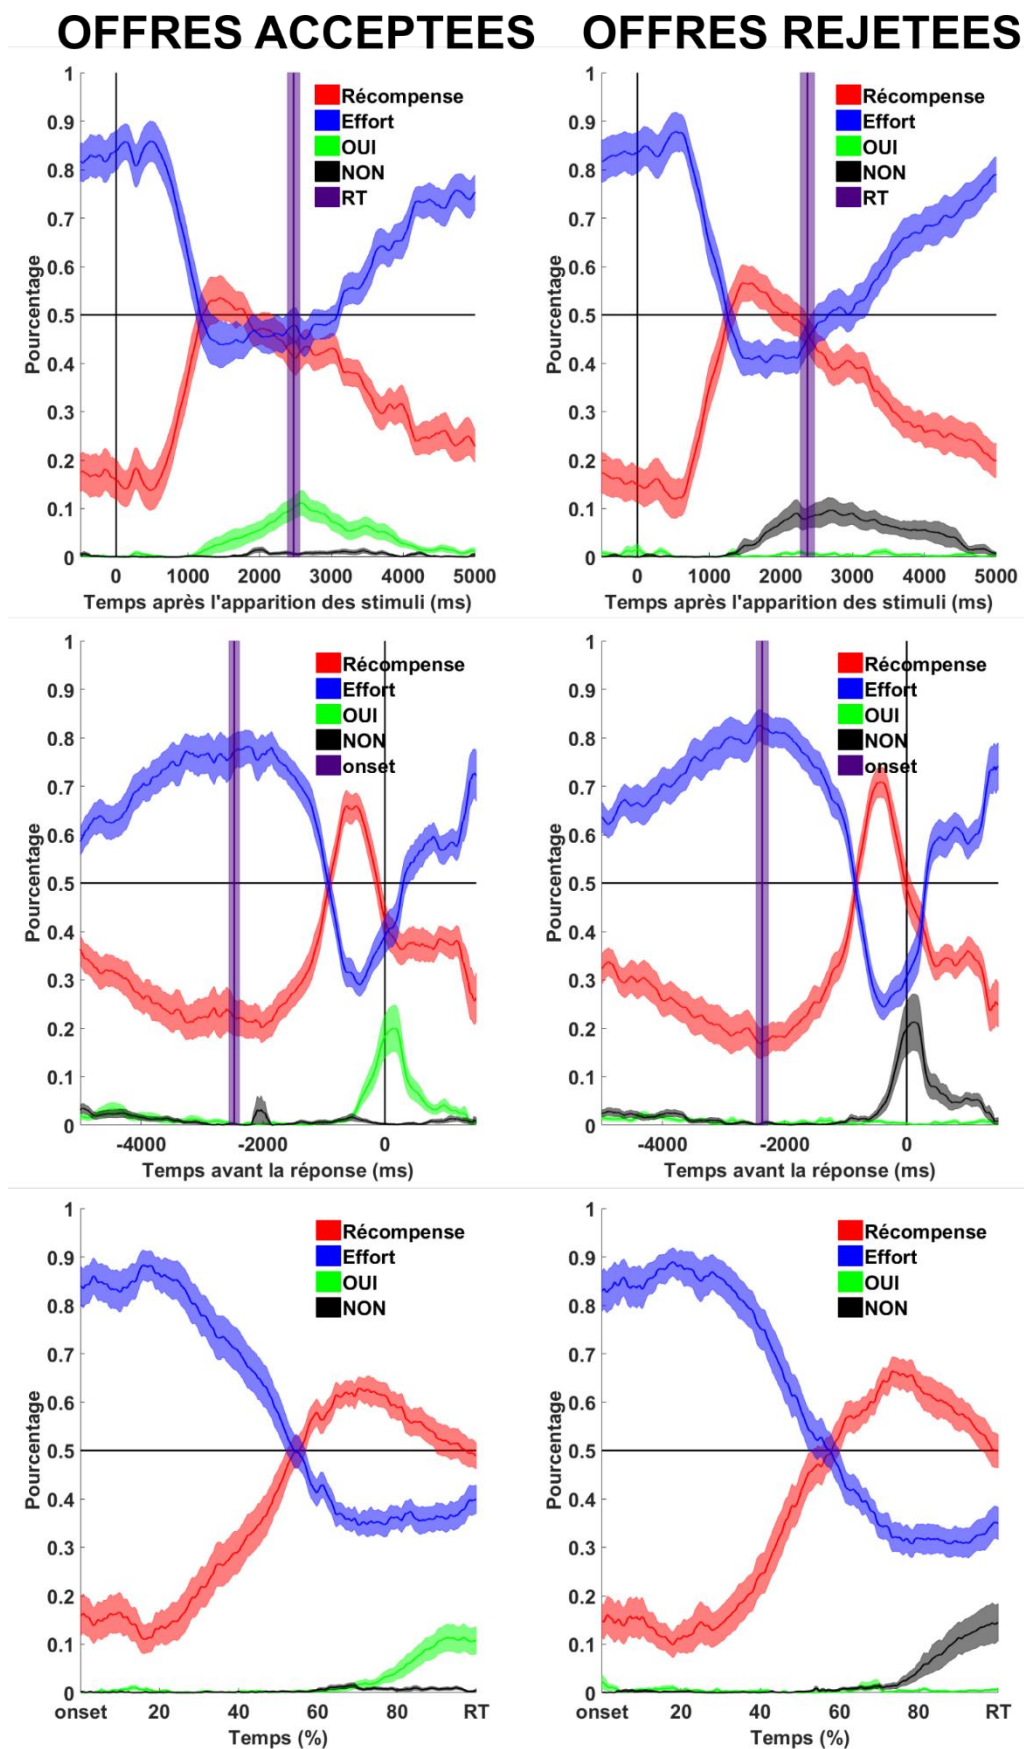 OFFRES ACCEPTEES
OFFRES REJETEES
1
0.9
0.8
0.7
0.6
0.5
0.4
0.3
0.2
0.1
0
Pourcentage
Récompense
Effort
OUI
NON
RT
0 1000 2000 3000 4000 5000
Temps après l'apparition des stimuli (ms)
1
0.9
0.8
0.7
0.6
0.5
0.4
0.3
0.2
0.1
0
Pourcentage
Récompense
Effort
OUI
NON
RT
0 1000 2000 3000 4000 5000
Temps après l'apparition des stimuli (ms)
1
0.9
0.8
0.7
0.6
0.5
0.4
0.3
0.2
0.1
0
Pourcentage
Récompense
Effort
OUI
NON
onset
-4000 -2000 0
Temps avant la réponse (ms)
1
0.9
0.8
0.7
0.6
0.5
0.4
0.3
0.2
0.1
0
Pourcentage
Récompense
Effort
OUI
NON
onset
-4000 -2000 0
Temps avant la réponse (ms)
1
0.9
0.8
0.7
0.6
0.5
0.4
0.3
0.2
0.1
0
Pourcentage
Récompense
Effort
OUI
NON
onset 20 40 60 80 RT
Temps (%)
1
0.9
0.8
0.7
0.6
0.5
0.4
0.3
0.2
0.1
0
Pourcentage
Récompense
Effort
OUI
NON
onset 20 40 60 80 RT
Temps (%)